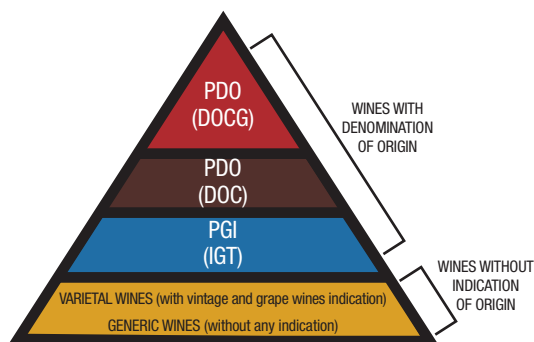 PDO
(DOCG)
WINES WITH
DENOMINATION
OF ORIGIN
PDO
(DOC)
PGI
(IGT)
WINES WITHOUT
INDICATION
OF ORIGIN
VARIETAL WINES (with vintage and grape wines indication)
GENERIC WINES (without any indication)